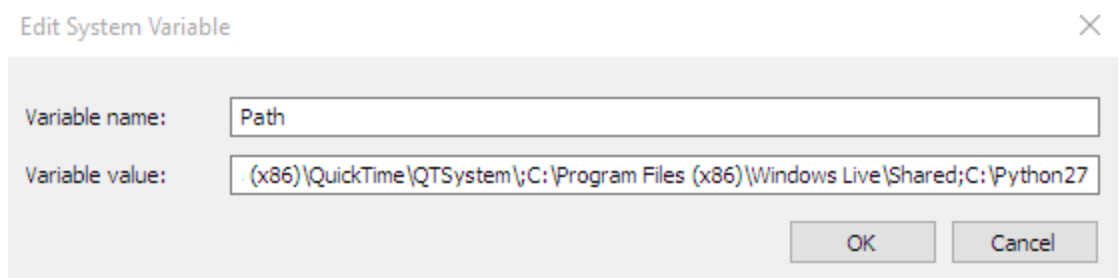 Edit System Variable
Variable name: Path
Variable value: (x86)\QuickTime\QTSystem\;C:\Program Files (x86)\Windows Live\Shared;C:\Python27
OK Cancel